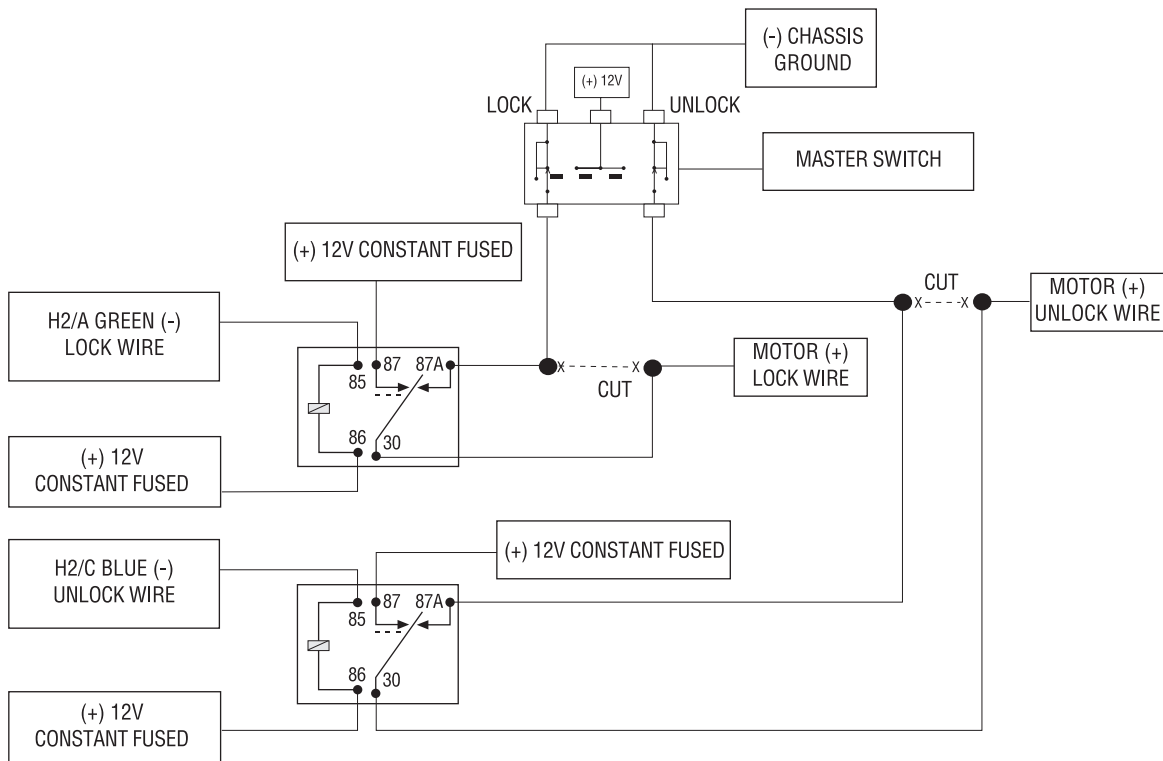 (-) CHASSIS
GROUND
(+) 12V
LOCK
UNLOCK
MASTER SWITCH
(+) 12V CONSTANT FUSED
CUT
MOTOR (+)
UNLOCK WIRE
H2/A GREEN (-)
LOCK WIRE
87
87A
85
MOTOR (+)
LOCK WIRE
X
X
X
X
CUT
86
30
(+) 12V
CONSTANT FUSED
(+) 12V CONSTANT FUSED
H2/C BLUE (-)
UNLOCK WIRE
87
87A
85
86
30
(+) 12V
CONSTANT FUSED